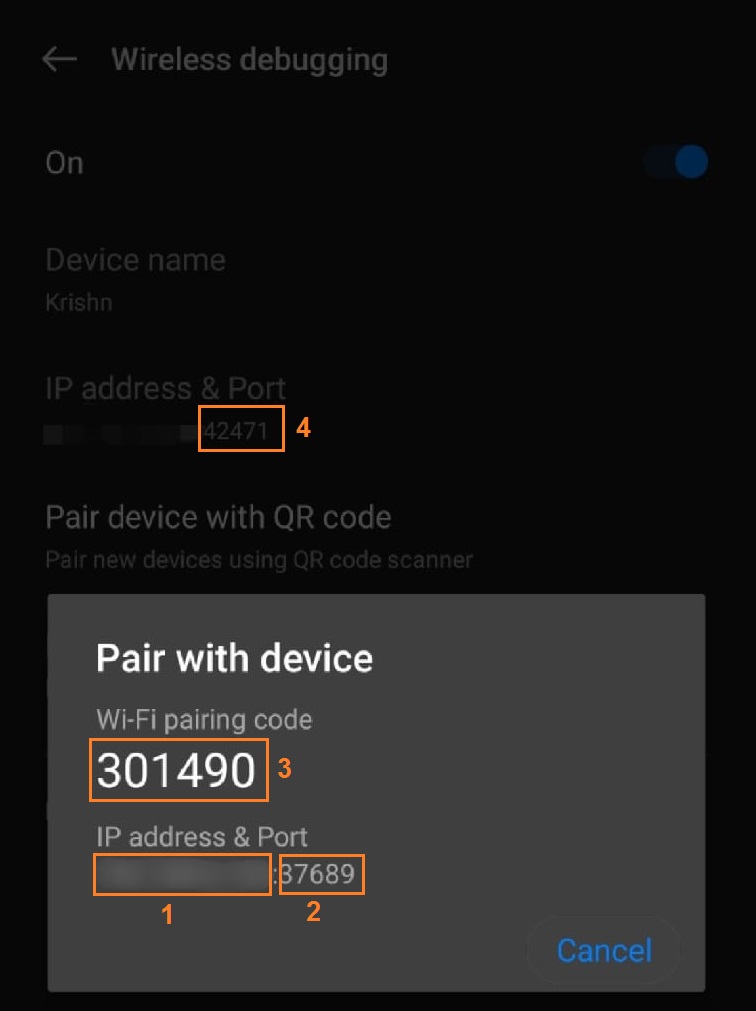 Wireless debugging
On
Device name
Krishn
IP address & Port
42471 4
Pair device with QR code
Pair new devices using QR code scanner
Pair with device
Wi-Fi pairing code
301490 3
IP address & Port
:37689
1 2
Cancel